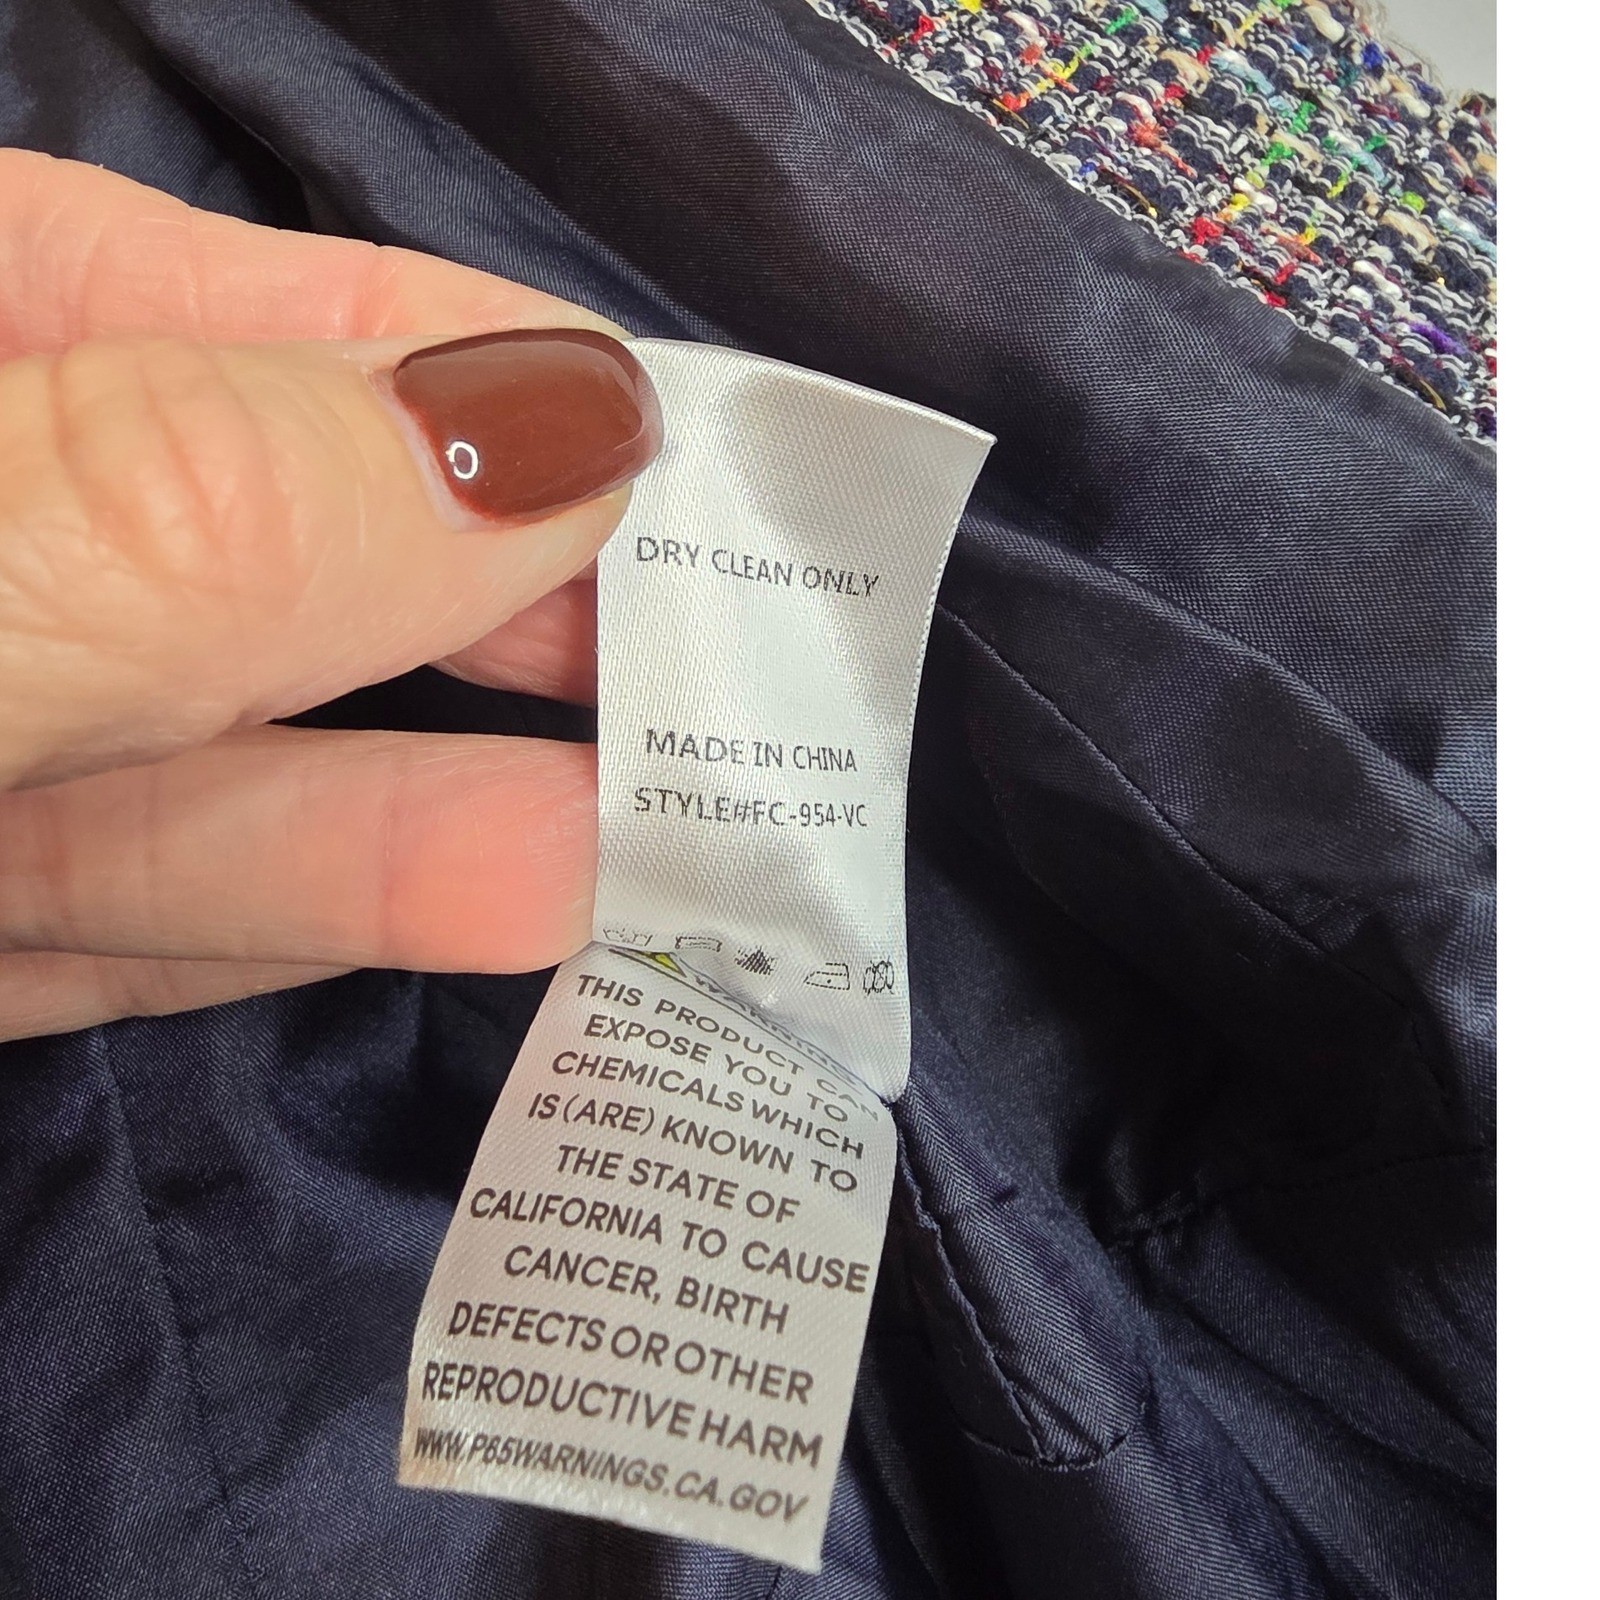 DRY CLEAN ONLY
MADE IN CHINA
STYLE#FC-954-VC
WARNING
THIS PRODUCT CAN
EXPOSE YOU TO
CHEMICALS WHICH
IS (ARE) KNOWN TO
THE STATE OF
CALIFORNIA TO CAUSE
CANCER, BIRTH
DEFECTS OR OTHER
REPRODUCTIVE HARM
WWW.P65WARNINGS.CA.GOV